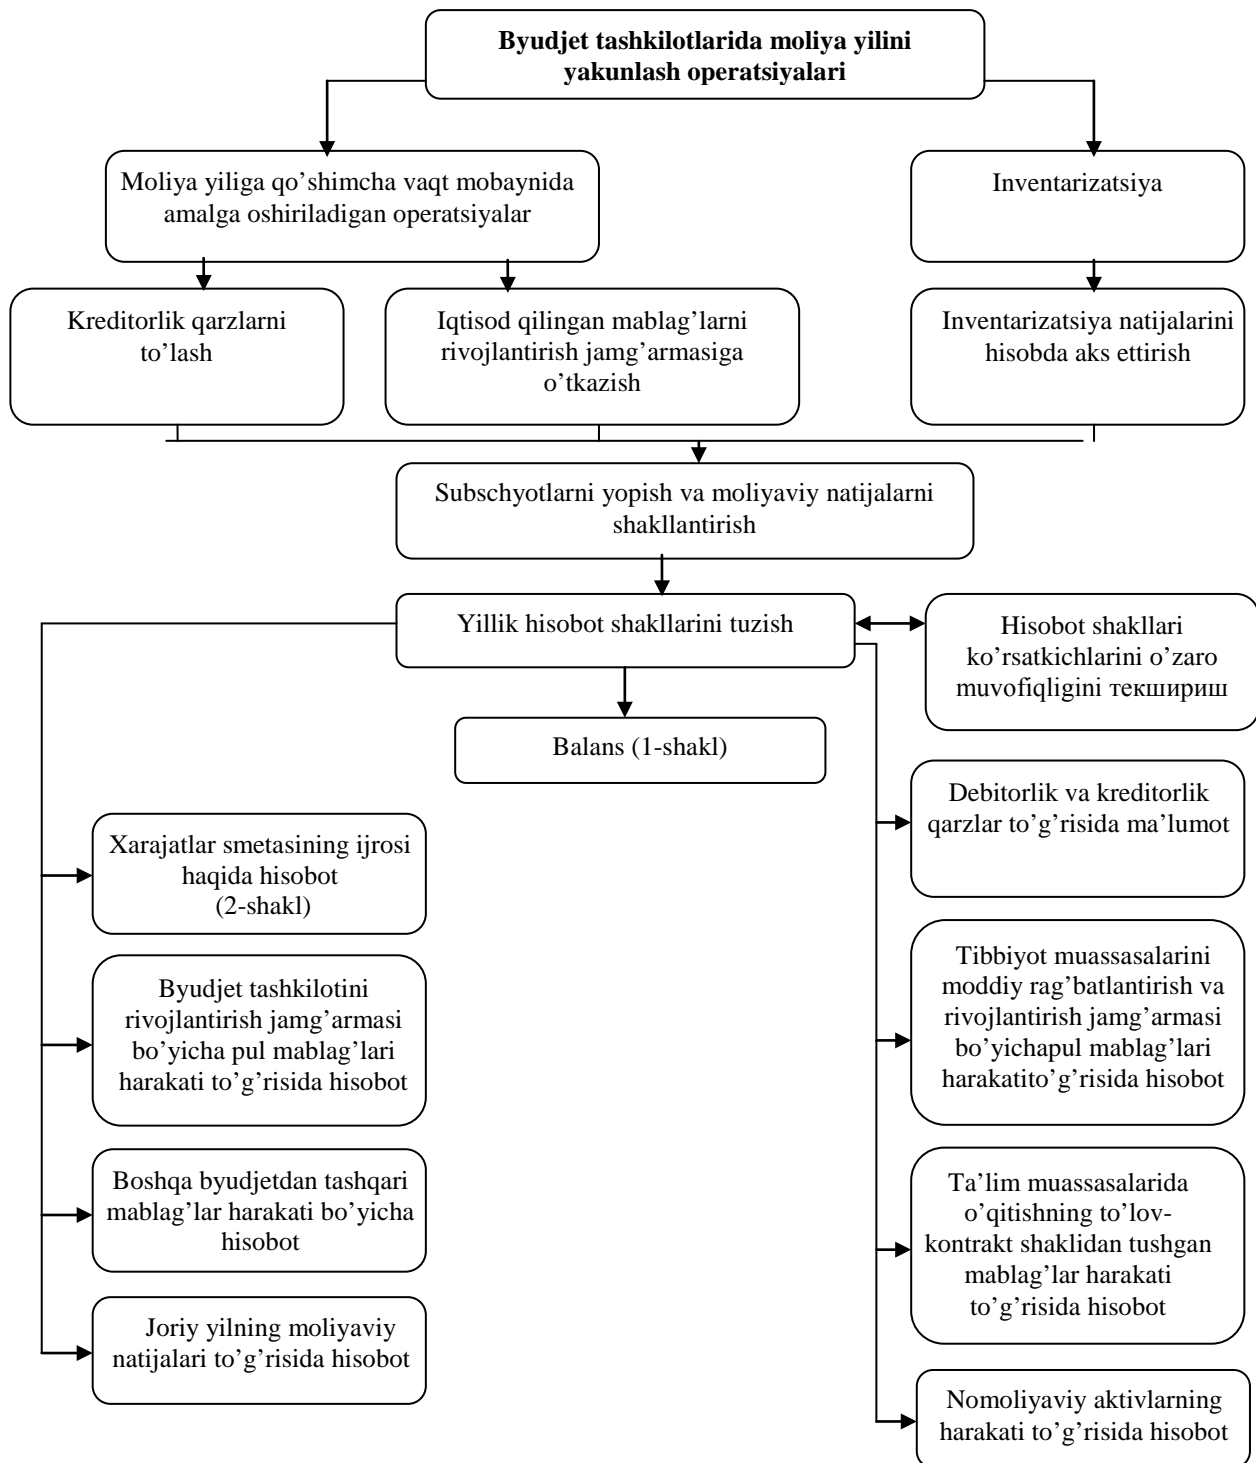 Byudjet tashkilotlarida moliya yilini
yakunlash operatsiyalari
Moliya yiliga qo’shimcha vaqt mobaynida
amalga oshiriladigan operatsiyalar
Inventarizatsiya
Kreditorlik qarzlarni
to’lash
Iqtisod qilingan mablag’larni
rivojlantirish jamg’armasiga
o’tkazish
Inventarizatsiya natijalarini
hisobda aks ettirish
Subschyotlarni yopish va moliyaviy natijalarni
shakllantirish
Yillik hisobot shakllarini tuzish
Hisobot shakllari
ko’rsatkichlarini o’zaro
muvofiqligini текшириш
Balans (1-shakl)
Debitorlik va kreditorlik
qarzlar to’g’risida ma’lumot
Xarajatlar smetasining ijrosi
haqida hisobot
(2-shakl)
Tibbiyot muassasalarini
moddiy rag’batlantirish va
rivojlantirish jamg’armasi
bo’yichapul mablag’lari
harakatito’g’risida hisobot
Byudjet tashkilotini
rivojlantirish jamg’armasi
bo’yicha pul mablag’lari
harakati to’g’risida hisobot
Boshqa byudjetdan tashqari
mablag’lar harakati bo’yicha
hisobot
Ta’lim muassasalarida
o’qitishning to’lov-
kontrakt shaklidan tushgan
mablag’lar harakati
to’g’risida hisobot
Joriy yilning moliyaviy
natijalari to’g’risida hisobot
Nomoliyaviy aktivlarning
harakati to’g’risida hisobot